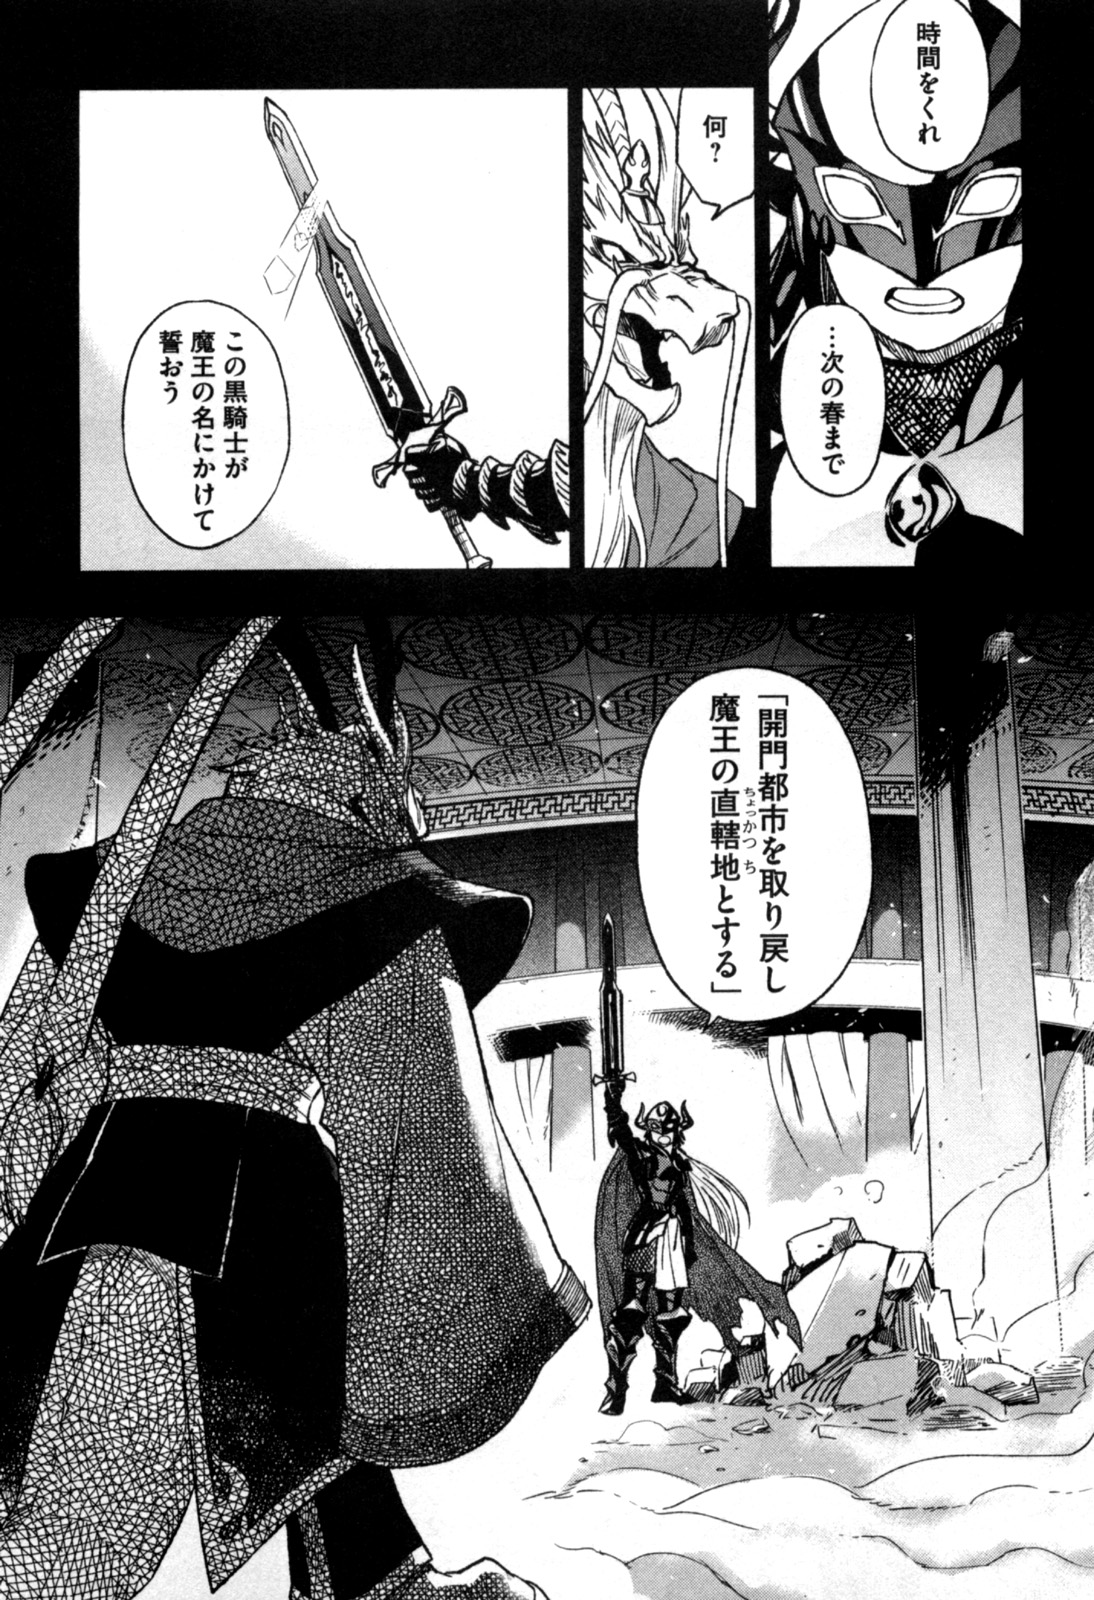 時間をくれ
…次の春まで
何？
この黒騎士が
魔王の名にかけて
誓おう
「開門都市を取り戻し
魔王の直轄地とする」
ちょっかつち